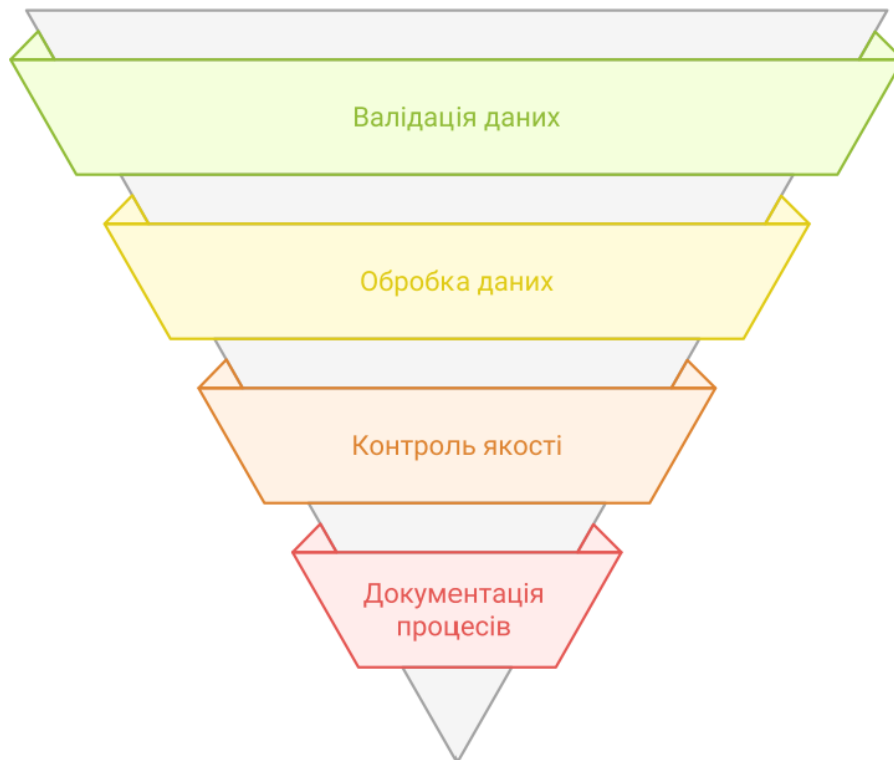 Валідація даних
Обробка даних
Контроль якості
Документація
процесів